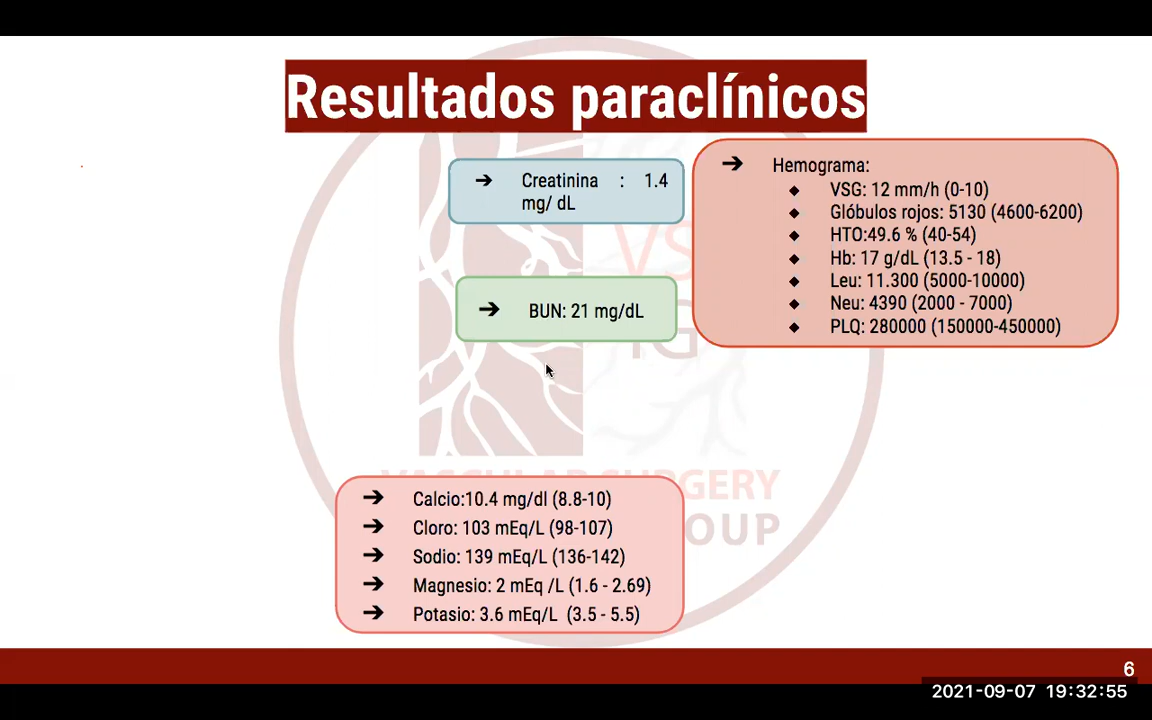 Resultados paraclínicos
➔ Creatinina : 1.4
mg/ dL
➔ BUN: 21 mg/dL
➔ Hemograma:
◆ VSG: 12 mm/h (0-10)
◆ Glóbulos rojos: 5130 (4600-6200)
◆ HTO:49.6 % (40-54)
◆ Hb: 17 g/dL (13.5 - 18)
◆ Leu: 11.300 (5000-10000)
◆ Neu: 4390 (2000 - 7000)
◆ PLQ: 280000 (150000-450000)
➔ Calcio:10.4 mg/dl (8.8-10)
➔ Cloro: 103 mEq/L (98-107)
➔ Sodio: 139 mEq/L (136-142)
➔ Magnesio: 2 mEq /L (1.6 - 2.69)
➔ Potasio: 3.6 mEq/L (3.5 - 5.5)
VASCULAR SURGERY
6
2021-09-07 19:32:55